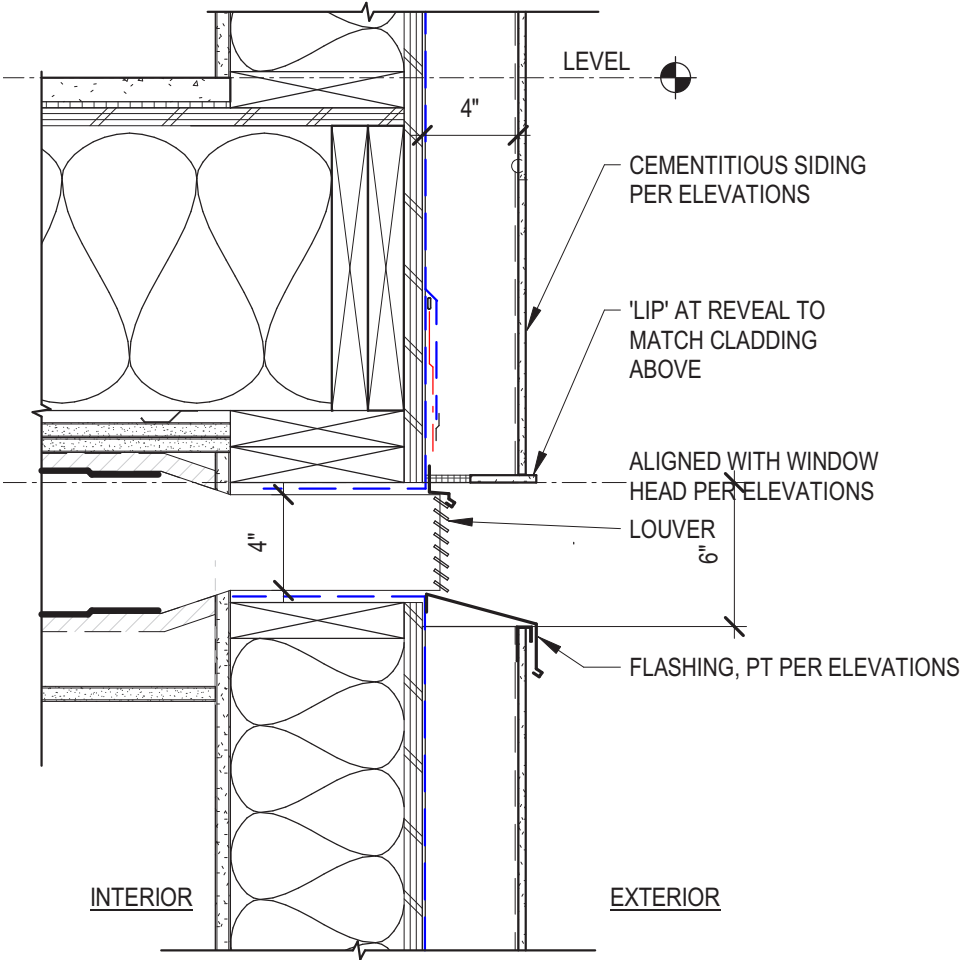 LEVEL
4"
CEMENTITIOUS SIDING
PER ELEVATIONS
'LIP' AT REVEAL TO
MATCH CLADDING
ABOVE
ALIGNED WITH WINDOW
HEAD PER ELEVATIONS
LOUVER
4"
6"
FLASHING, PT PER ELEVATIONS
INTERIOR
EXTERIOR